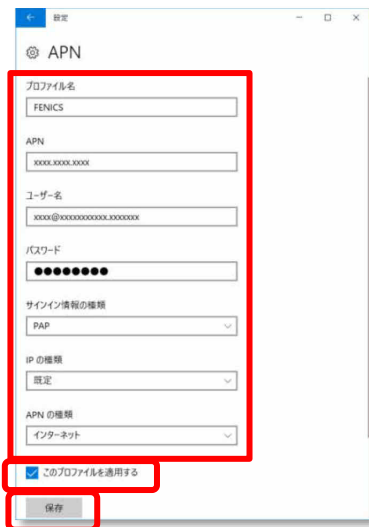 設定
APN
プロファイル名
FENICS
APN
xxxx.xxxx.xxxx
ユーザー名
xxxx@xxxxxxxxxxx.xxxxxxx
パスワード
●●●●●●●●
サインイン情報の種類
PAP
IP の種類
既定
APN の種類
インターネット
このプロファイルを適用する
保存